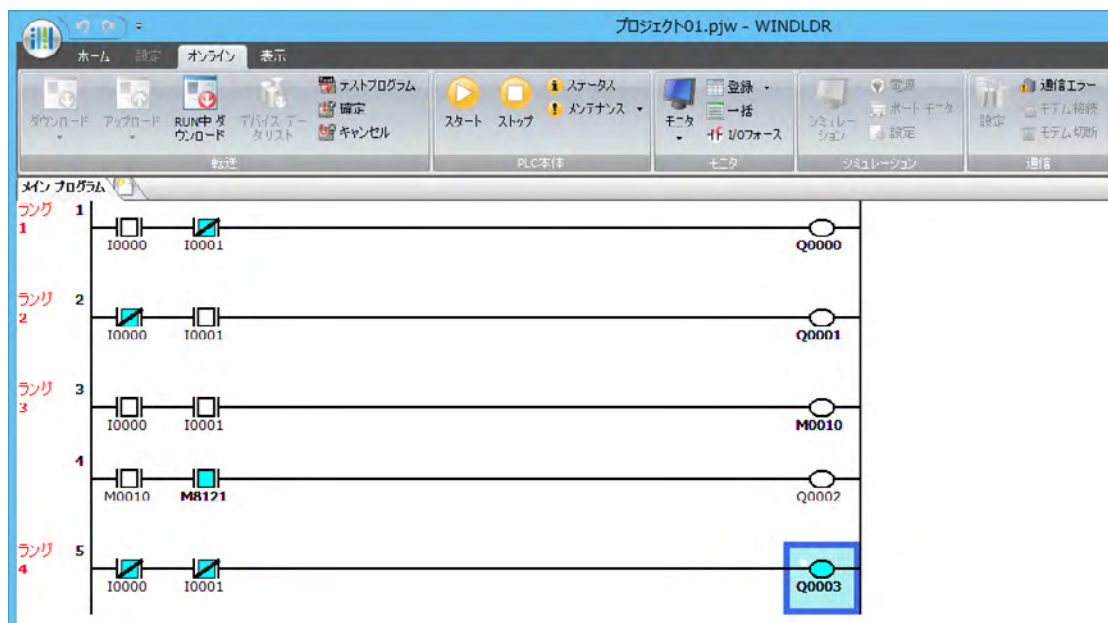 プロジェクト01.pjw - WINDLDR
ホーム 設定 オンライン 表示
ダウンロード アップロード RUN中 ダウンロード デバイス データリスト テストプログラム 確定 キャンセル
スタート ストップ ステータス メンテナンス
モニタ 登録 一括 I/Oフォース
シミュレーション 電源 ポート モニタ 設定
設定 通信エラー モデム接続 モデム切断
転送 PLC本体 モニタ シミュレーション 通信
メイン プログラム
ラング 1
1
I0000 I0001 Q0000
ラング 2
2
I0000 I0001 Q0001
ラング 3
3
I0000 I0001 M0010
4
M0010 M8121 Q0002
ラング 5
4
I0000 I0001 Q0003